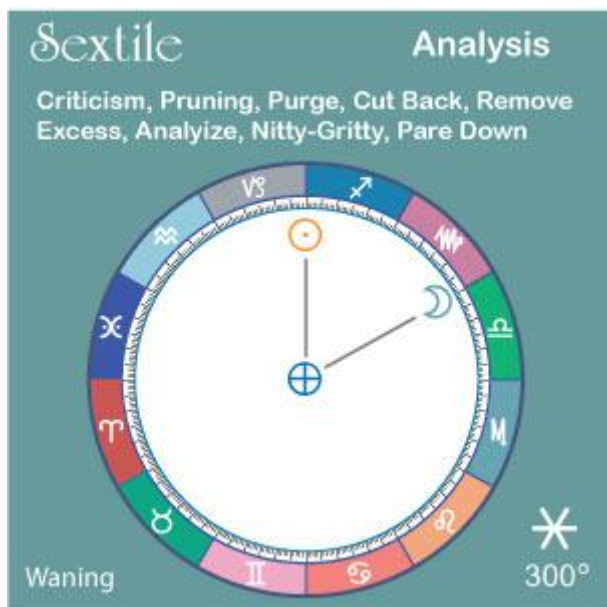 Sextile
Analysis
Criticism, Pruning, Purge, Cut Back, Remove
Excess, Analyize, Nitty-Gritty, Pare Down
Waning
300°